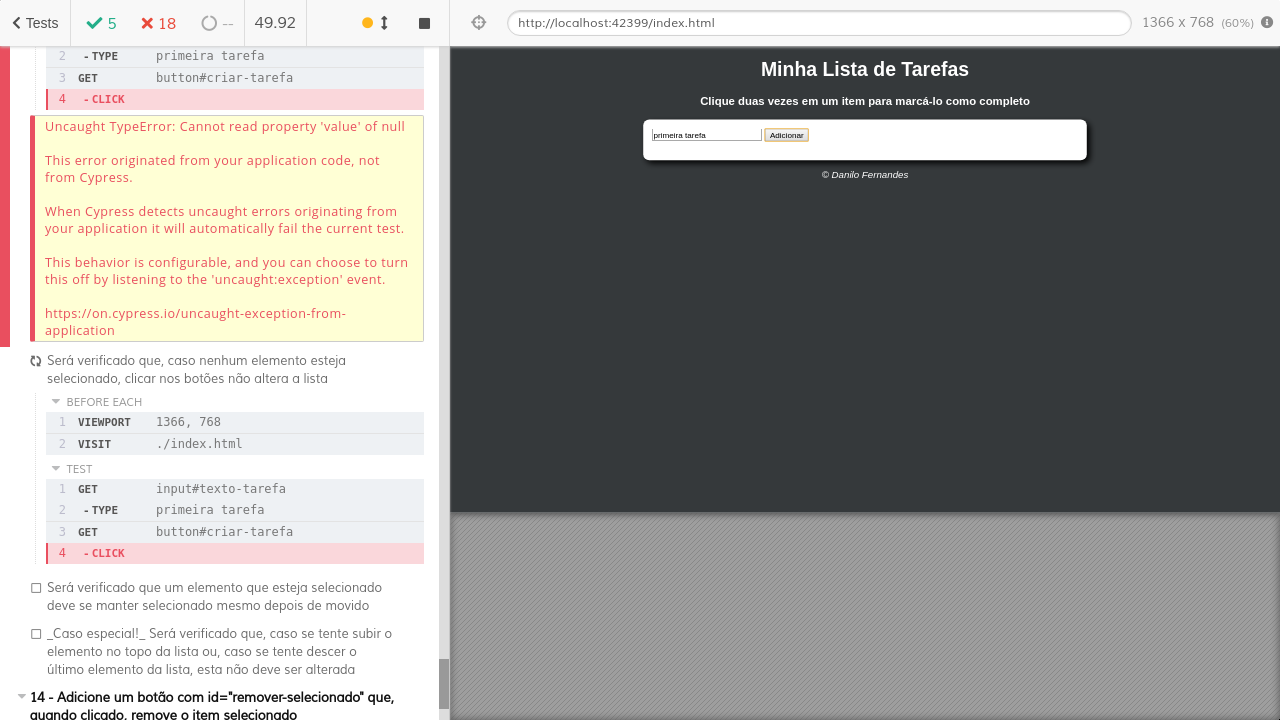 Tests 5 18 -- 49.92 http://localhost:42399/index.html 1366 x 768 (60%)
2 - TYPE primeira tarefa
3 GET button#criar-tarefa
4 - CLICK
Uncaught TypeError: Cannot read property 'value' of null
This error originated from your application code, not
from Cypress.
When Cypress detects uncaught errors originating from
your application it will automatically fail the current test.
This behavior is configurable, and you can choose to turn
this off by listening to the 'uncaught:exception' event.
https://on.cypress.io/uncaught-exception-from-
application
Será verificado que, caso nenhum elemento esteja
selecionado, clicar nos botões não altera a lista
BEFORE EACH
1 VIEWPORT 1366, 768
2 VISIT ./index.html
TEST
1 GET input#texto-tarefa
2 - TYPE primeira tarefa
3 GET button#criar-tarefa
4 - CLICK
Será verificado que um elemento que esteja selecionado
deve se manter selecionado mesmo depois de movido
_Caso especial!_ Será verificado que, caso se tente subir o
elemento no topo da lista ou, caso se tente descer o
último elemento da lista, esta não deve ser alterada
14 - Adicione um botão com id="remover-selecionado" que,
quando clicado, remove o item selecionado
Minha Lista de Tarefas
Clique duas vezes em um item para marcá-lo como completo
primeira tarefa Adicionar
© Danilo Fernandes